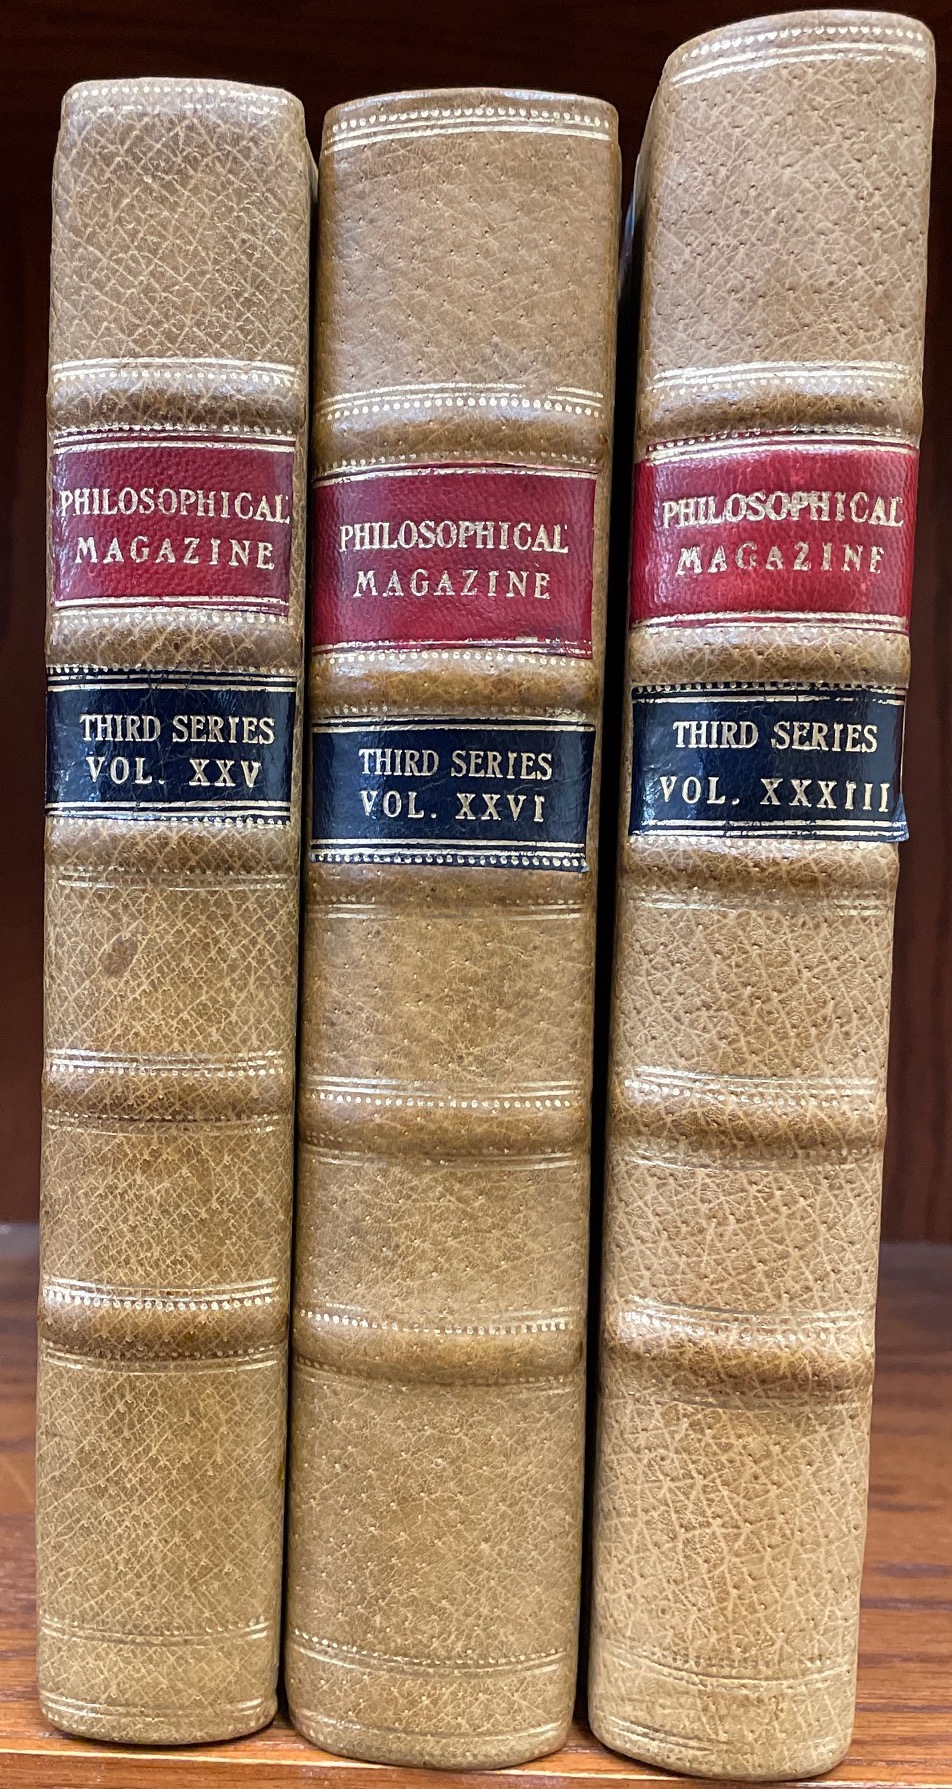 PHILOSOPHICAL
MAGAZINE
THIRD SERIES
VOL. XXV
PHILOSOPHICAL
MAGAZINE
THIRD SERIES
VOL. XXVI
PHILOSOPHICAL
MAGAZINE
THIRD SERIES
VOL. XXXIII